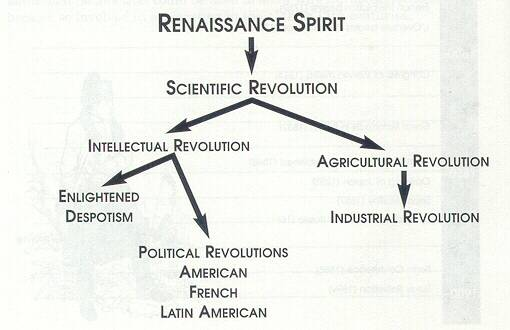 RENAISSANCE SPIRIT
SCIENTIFIC REVOLUTION
INTELLECTUAL REVOLUTION
AGRICULTURAL REVOLUTION
ENLIGHTENED
DESPOTISM
INDUSTRIAL REVOLUTION
POLITICAL REVOLUTIONS
AMERICAN
FRENCH
LATIN AMERICAN